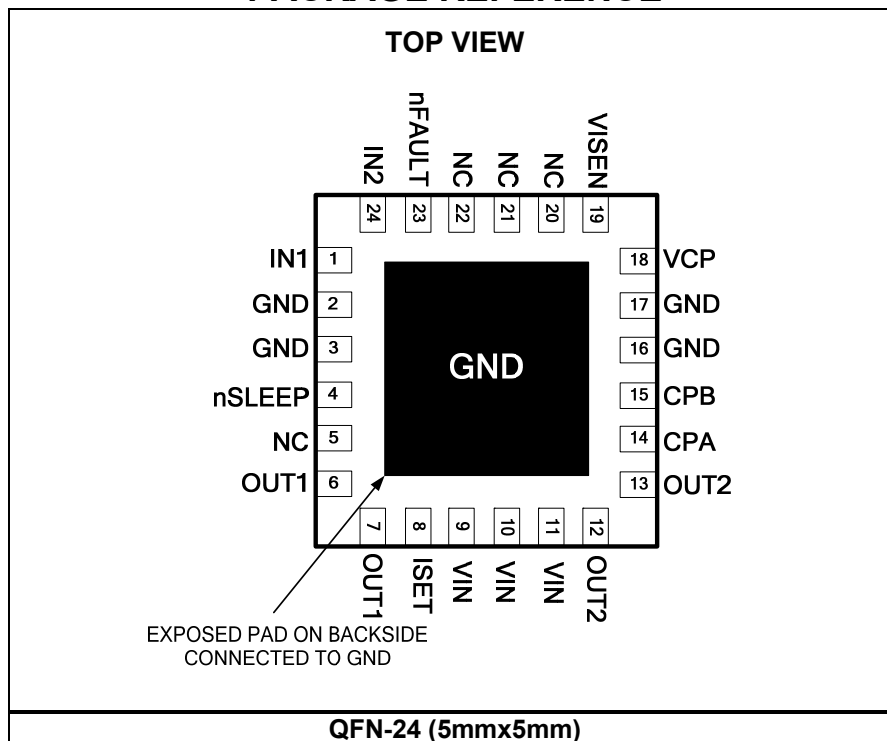 PACKAGE REFERENCE
TOP VIEW
IN2
nFAULT
NC
NC
NC
VISEN
24
23
22
21
20
19
IN1 1
GND 2
GND 3
nSLEEP 4
NC 5
OUT1 6
18 VCP
17 GND
16 GND
15 CPB
14 CPA
13 OUT2
GND
7
8
9
10
11
12
OUT1
ISET
VIN
VIN
VIN
OUT2
EXPOSED PAD ON BACKSIDE
CONNECTED TO GND
QFN-24 (5mmx5mm)